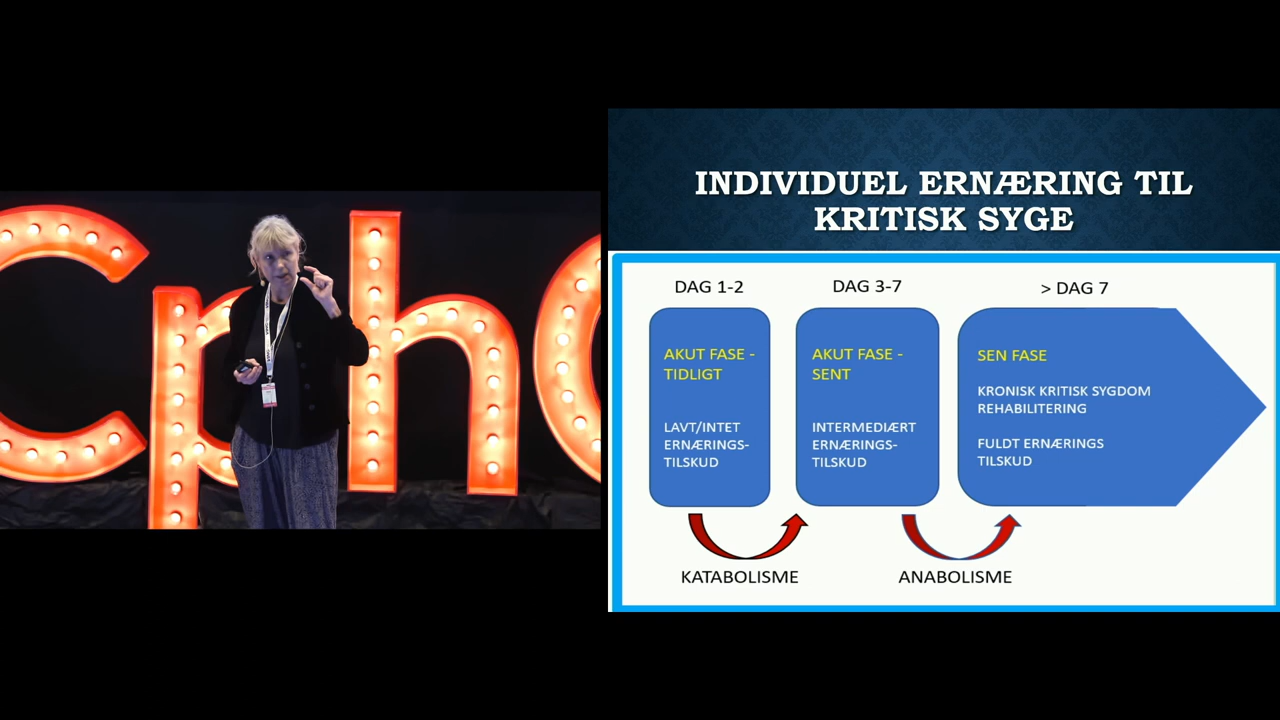 cph
INDIVIDUEL ERNÆRING TIL
KRITISK SYGE
DAG 1-2
DAG 3-7
> DAG 7
AKUT FASE -
TIDLIGT
LAVT/INTET
ERNÆRINGS-
TILSKUD
AKUT FASE -
SENT
INTERMEDIÆRT
ERNÆRINGS-
TILSKUD
SEN FASE
KRONISK KRITISK SYGDOM
REHABILITERING
FULDT ERNÆRINGS
TILSKUD
KATABOLISME
ANABOLISME